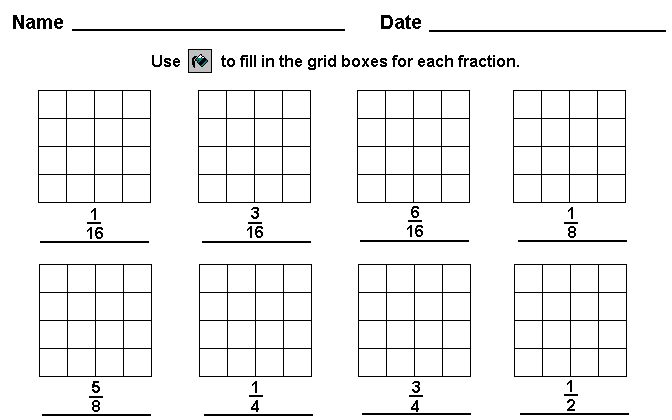 Name Date
Use to fill in the grid boxes for each fraction.
1/16 3/16 6/16 1/8
5/8 1/4 3/4 1/2